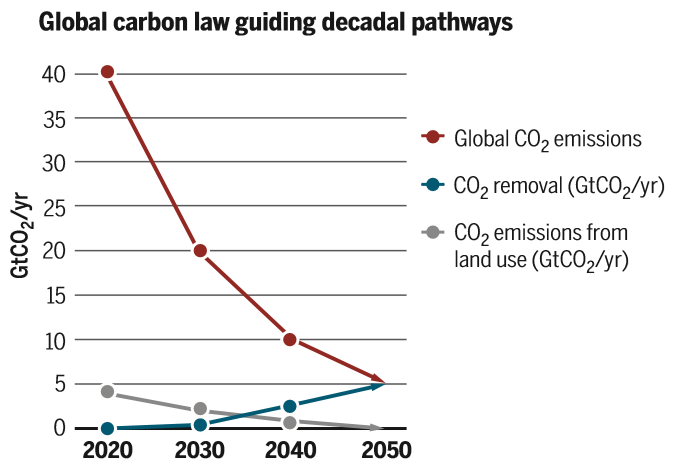 Global carbon law guiding decadal pathways
GtCO₂/yr
40
35
30
25
20
15
10
5
0
2020 2030 2040 2050
Global CO₂ emissions
CO₂ removal (GtCO₂/yr)
CO₂ emissions from
land use (GtCO₂/yr)